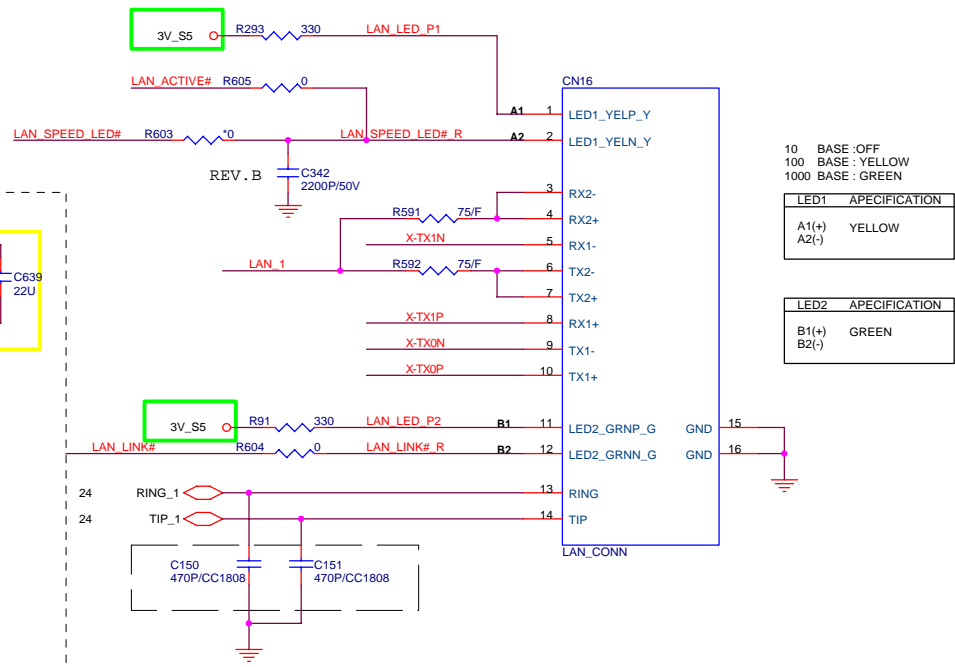 3V_S5 R293 330 LAN_LED_P1
LAN_ACTIVE# R605 0
CN16
A1 1 LED1_YELP_Y
LAN_SPEED_LED# R603 *0 LAN_SPEED_LED#_R A2 2 LED1_YELN_Y
REV.B C342
2200P/50V
10 BASE :OFF
100 BASE : YELLOW
1000 BASE : GREEN
LED1 APECIFICATION
A1(+) YELLOW
A2(-)
3 RX2-
R591 75/F 4 RX2+
X-TX1N 5 RX1-
LAN_1 R592 75/F 6 TX2-
7 TX2+
C639
22U
LED2 APECIFICATION
B1(+) GREEN
B2(-)
X-TX1P 8 RX1+
X-TX0N 9 TX1-
X-TX0P 10 TX1+
3V_S5 R91 330 LAN_LED_P2 B1 11 LED2_GRNP_G GND 15
LAN_LINK# R604 0 LAN_LINK#_R B2 12 LED2_GRNN_G GND 16
24 RING_1 13 RING
24 TIP_1 14 TIP
LAN_CONN
C150
470P/CC1808
C151
470P/CC1808